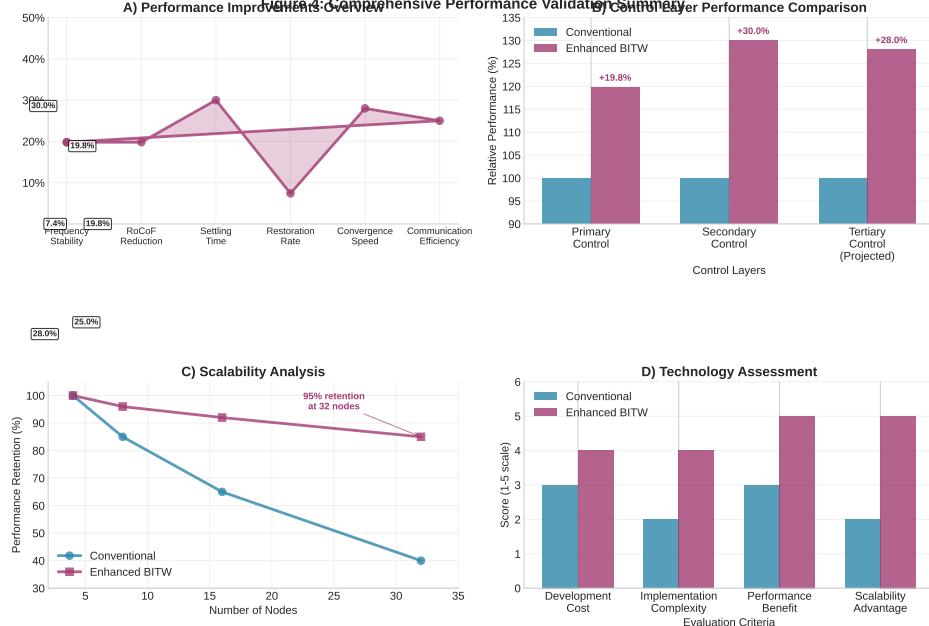 Figure 4: Comprehensive Performance Validation Summary
A) Performance Improvements Overview
50%
40%
30%
20%
10%
30.0%
19.8%
7.4%
19.8%
Frequency
Stability
RoCoF
Reduction
Settling
Time
Restoration
Rate
Convergence
Speed
Communication
Efficiency
28.0%
25.0%
B) Control Layer Performance Comparison
Relative Performance (%)
135
130
125
120
115
110
105
100
95
90
Conventional
Enhanced BITW
+19.8%
+30.0%
+28.0%
Primary
Control
Secondary
Control
Tertiary
Control
(Projected)
Control Layers
C) Scalability Analysis
Performance Retention (%)
100
90
80
70
60
50
40
30
95% retention
at 32 nodes
Conventional
Enhanced BITW
5
10
15
20
25
30
35
Number of Nodes
D) Technology Assessment
Score (1-5 scale)
6
5
4
3
2
1
0
Conventional
Enhanced BITW
Development
Cost
Implementation
Complexity
Performance
Benefit
Scalability
Advantage
Evaluation Criteria